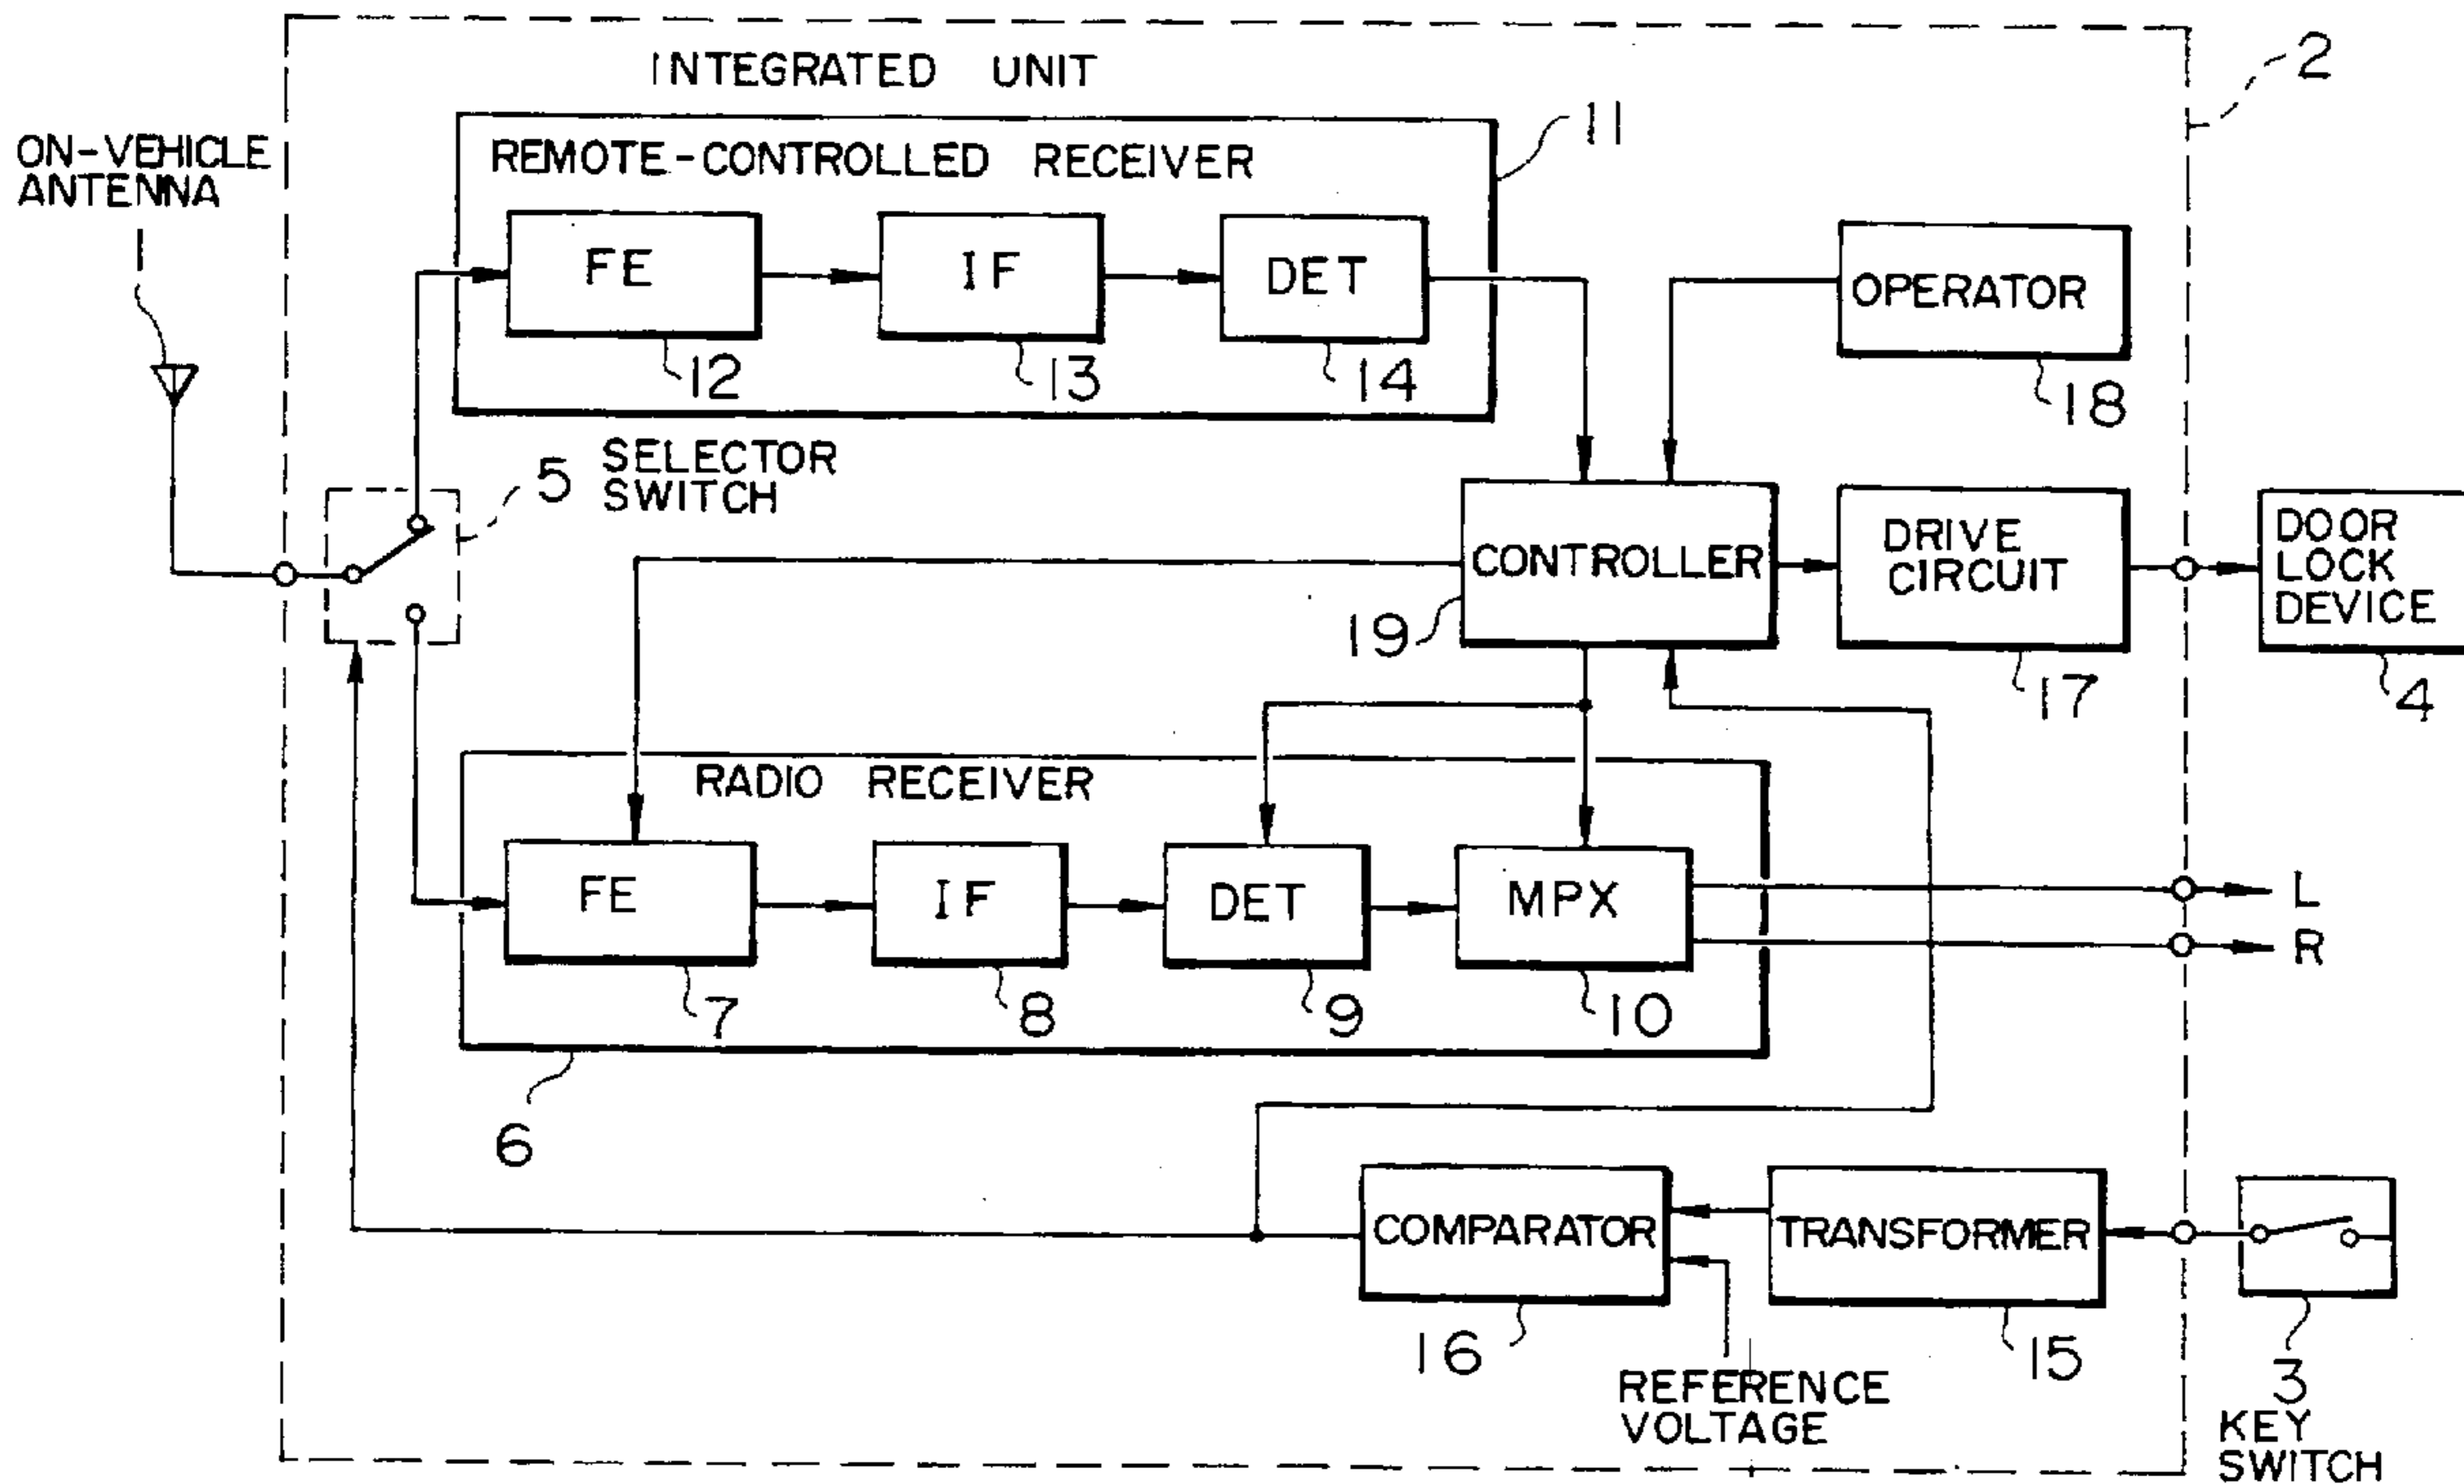 INTEGRATED UNIT
2
ON-VEHICLE
ANTENNA
REMOTE-CONTROLLED RECEIVER
11
FE
IF
DET
OPERATOR
12
13
14
18
5
SELECTOR
SWITCH
CONTROLLER
DRIVE
CIRCUIT
DOOR
LOCK
DEVICE
19
17
4
RADIO RECEIVER
FE
IF
DET
MPX
L
R
7
8
9
10
6
COMPARATOR
TRANSFORMER
16
15
3
REFERENCE
VOLTAGE
KEY
SWITCH